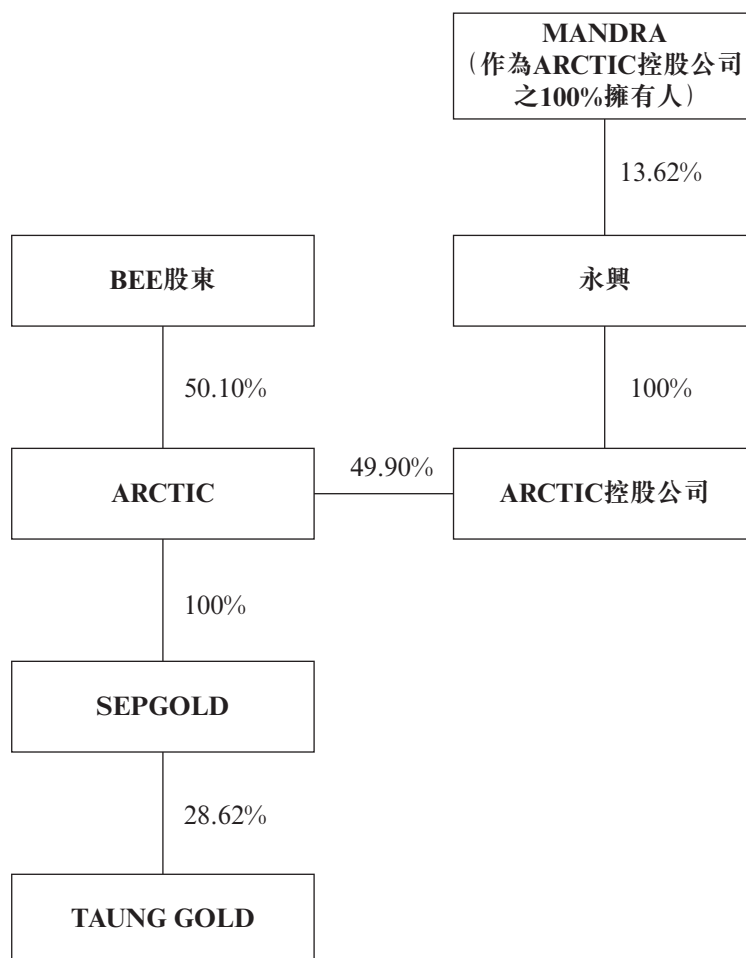 MANDRA
（作為ARCTIC控股公司
之100%擁有人）
13.62%
BEE股東
永興
50.10%
100%
ARCTIC
49.90%
ARCTIC控股公司
100%
SEPGOLD
28.62%
TAUNG GOLD